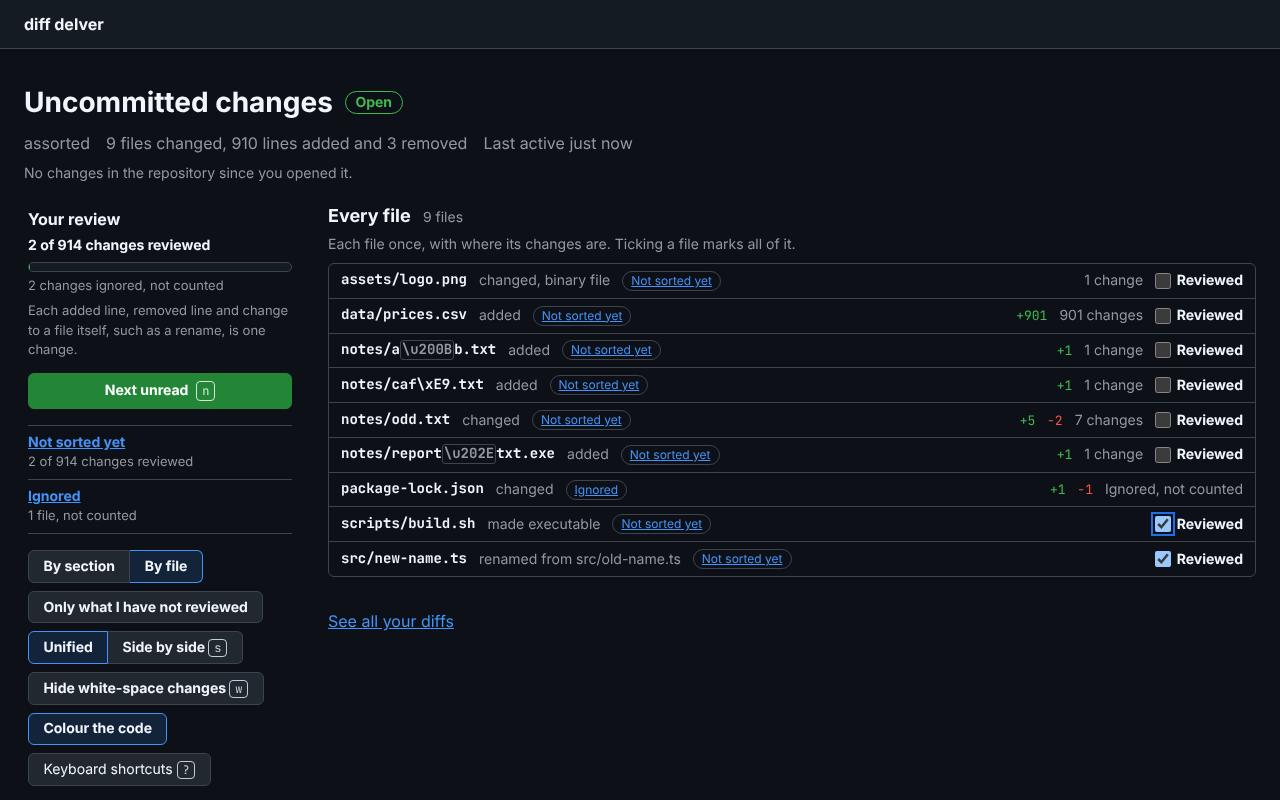 diff delver
Uncommitted changes Open
assorted 9 files changed, 910 lines added and 3 removed Last active just now
No changes in the repository since you opened it.
Your review
2 of 914 changes reviewed
2 changes ignored, not counted
Each added line, removed line and change
to a file itself, such as a rename, is one
change.
Next unread n
Not sorted yet
2 of 914 changes reviewed
Ignored
1 file, not counted
By section By file
Only what I have not reviewed
Unified Side by side s
Hide white-space changes w
Colour the code
Keyboard shortcuts ?
Every file 9 files
Each file once, with where its changes are. Ticking a file marks all of it.
assets/logo.png changed, binary file Not sorted yet 1 change Reviewed
data/prices.csv added Not sorted yet +901 901 changes Reviewed
notes/a\u200Bb.txt added Not sorted yet +1 1 change Reviewed
notes/caf\xE9.txt added Not sorted yet +1 1 change Reviewed
notes/odd.txt changed Not sorted yet +5 -2 7 changes Reviewed
notes/report\u202Etxt.exe added Not sorted yet +1 1 change Reviewed
package-lock.json changed Ignored +1 -1 Ignored, not counted
scripts/build.sh made executable Not sorted yet Reviewed
src/new-name.ts renamed from src/old-name.ts Not sorted yet Reviewed
See all your diffs